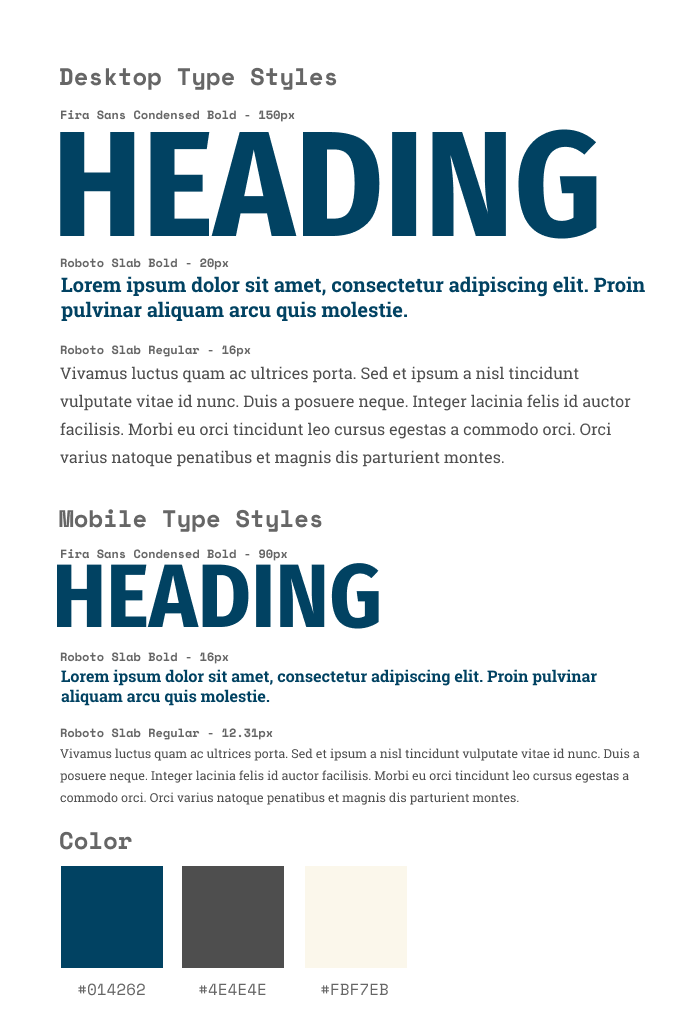 Desktop Type Styles
Fira Sans Condensed Bold - 150px
HEADING
Roboto Slab Bold - 20px
Lorem ipsum dolor sit amet, consectetur adipiscing elit. Proin
pulvinar aliquam arcu quis molestie.
Roboto Slab Regular - 16px
Vivamus luctus quam ac ultrices porta. Sed et ipsum a nisl tincidunt
vulputate vitae id nunc. Duis a posuere neque. Integer lacinia felis id auctor
facilisis. Morbi eu orci tincidunt leo cursus egestas a commodo orci. Orci
varius natoque penatibus et magnis dis parturient montes.
Mobile Type Styles
Fira Sans Condensed Bold - 90px
HEADING
Roboto Slab Bold - 16px
Lorem ipsum dolor sit amet, consectetur adipiscing elit. Proin pulvinar
aliquam arcu quis molestie.
Roboto Slab Regular - 12.31px
Vivamus luctus quam ac ultrices porta. Sed et ipsum a nisl tincidunt vulputate vitae id nunc. Duis a
posuere neque. Integer lacinia felis id auctor facilisis. Morbi eu orci tincidunt leo cursus egestas a
commodo orci. Orci varius natoque penatibus et magnis dis parturient montes.
Color
#014262 #4E4E4E #FBF7EB